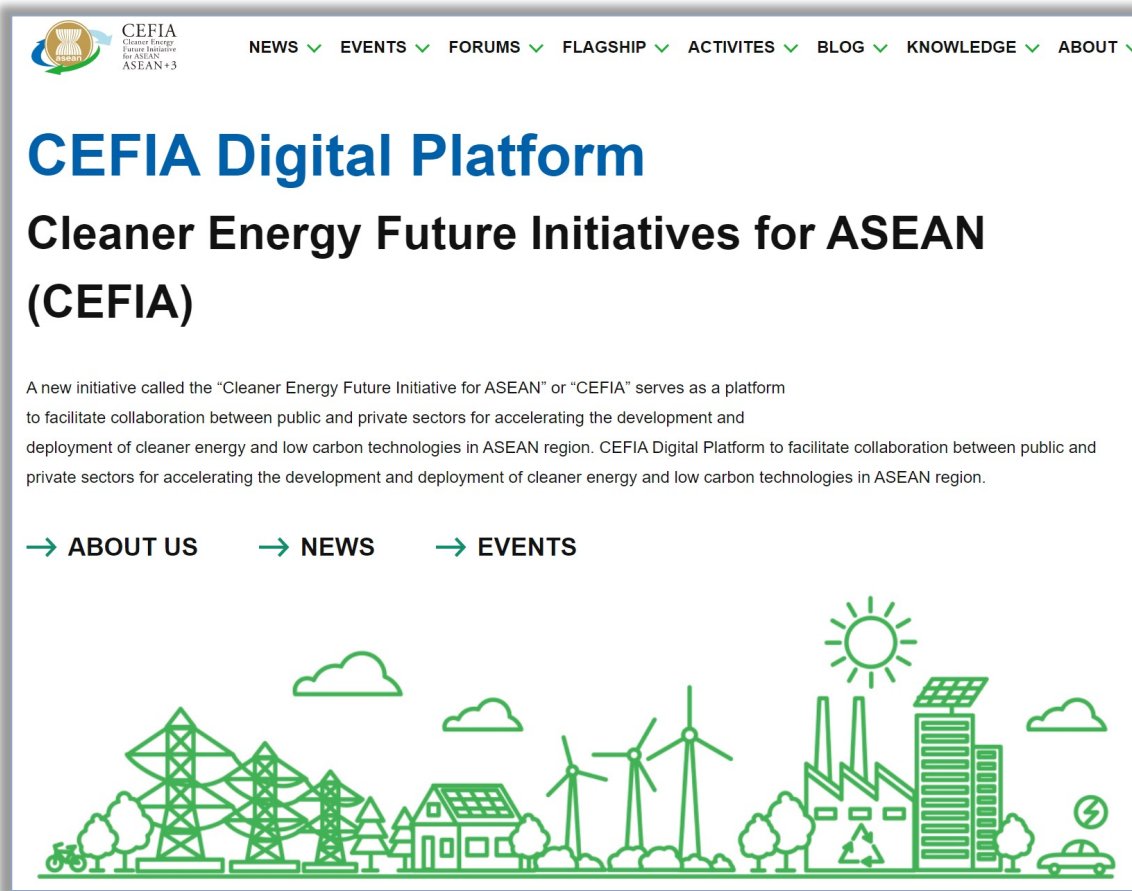 CEFIA
Cleaner Energy
Future Initiative
for ASEAN
ASEAN+3
asean
NEWS EVENTS FORUMS FLAGSHIP ACTIVITES BLOG KNOWLEDGE ABOUT
CEFIA Digital Platform
Cleaner Energy Future Initiatives for ASEAN
(CEFIA)
A new initiative called the “Cleaner Energy Future Initiative for ASEAN” or “CEFIA” serves as a platform
to facilitate collaboration between public and private sectors for accelerating the development and
deployment of cleaner energy and low carbon technologies in ASEAN region. CEFIA Digital Platform to facilitate collaboration between public and
private sectors for accelerating the development and deployment of cleaner energy and low carbon technologies in ASEAN region.
→ ABOUT US → NEWS → EVENTS